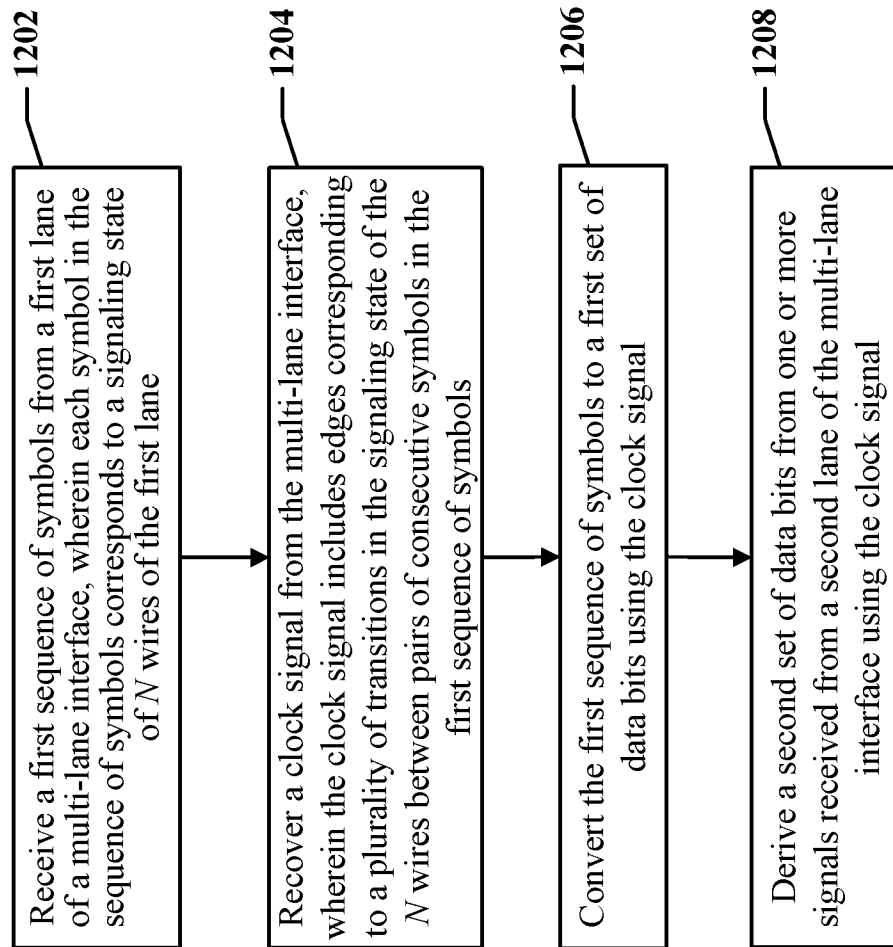 Receive a first sequence of symbols from a first lane
of a multi-lane interface, wherein each symbol in the
sequence of symbols corresponds to a signaling state
of N wires of the first lane
1202
Recover a clock signal from the multi-lane interface,
wherein the clock signal includes edges corresponding
to a plurality of transitions in the signaling state of the
N wires between pairs of consecutive symbols in the
first sequence of symbols
1204
Convert the first sequence of symbols to a first set of
data bits using the clock signal
1206
Derive a second set of data bits from one or more
signals received from a second lane of the multi-lane
interface using the clock signal
1208